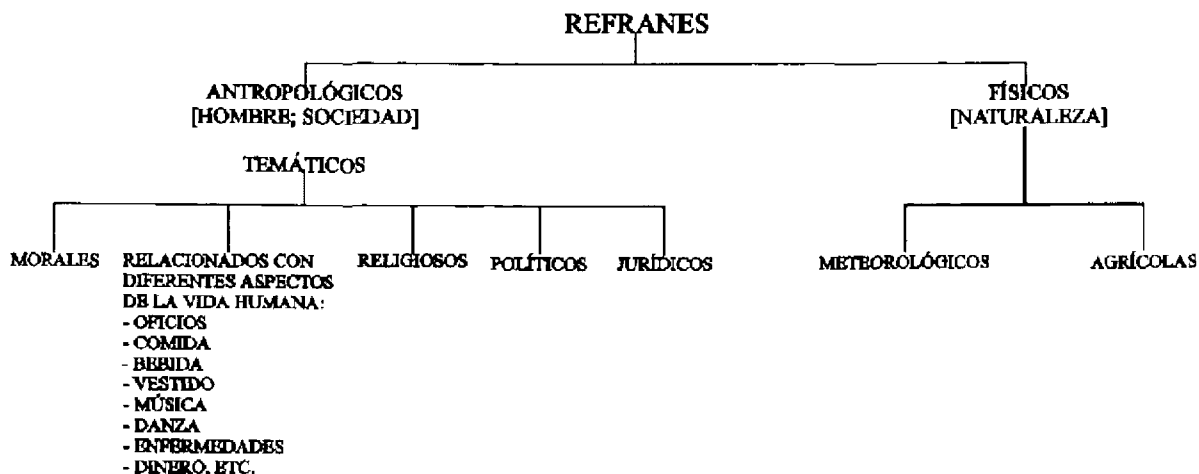 REFRANES
ANTROPOLÓGICOS
[HOMBRE; SOCIEDAD]
FÍSICOS
[NATURALEZA]
TEMÁTICOS
MORALES
RELACIONADOS CON
DIFERENTES ASPECTOS
DE LA VIDA HUMANA:
- OFICIOS
- COMIDA
- BEBIDA
- VESTIDO
- MÚSICA
- DANZA
- ENFERMEDADES
- DINERO, ETC.
RELIGIOSOS
POLÍTICOS
JURÍDICOS
METEOROLÓGICOS
AGRÍCOLAS